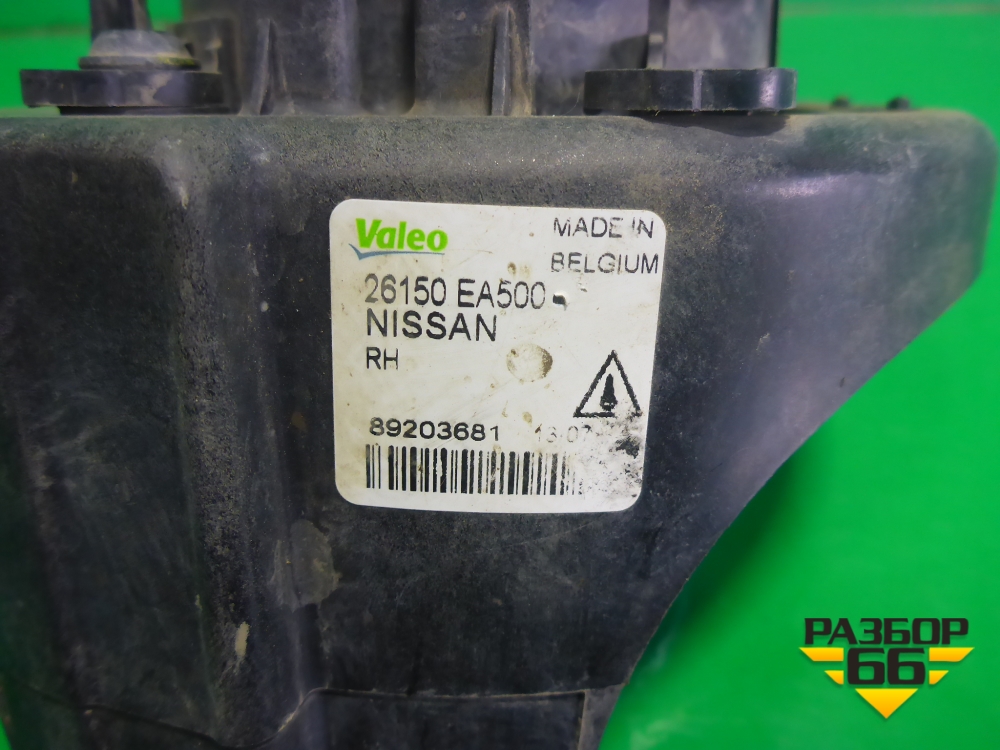 Valeo
MADE IN
BELGIUM
26150 EA500
NISSAN
RH
89203681
РАЗБОР
66